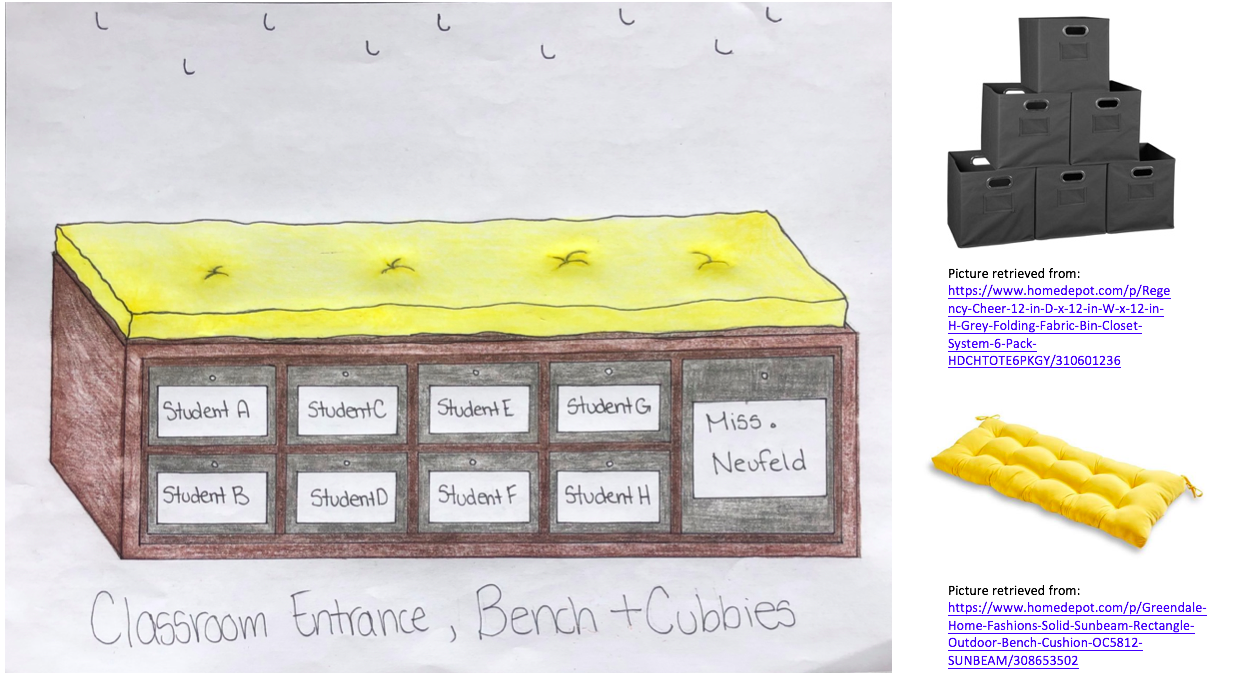 Student A
Student C
Student E
Student G
Miss.
Neufeld
Student B
Student D
Student F
Student H
Classroom Entrance, Bench + Cubbies
Picture retrieved from:
https://www.homedepot.com/p/Rege
ncy-Cheer-12-in-D-x-12-in-W-x-12-in-
H-Grey-Folding-Fabric-Bin-Closet-
System-6-Pack-
HDCHTOTE6PKGY/310601236
Picture retrieved from:
https://www.homedepot.com/p/Greendale-
Home-Fashions-Solid-Sunbeam-Rectangle-
Outdoor-Bench-Cushion-OC5812-
SUNBEAM/308653502